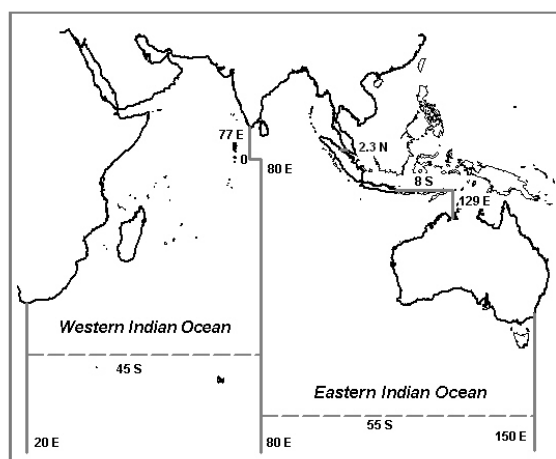 77 E
2.3 N
0
80 E
8 S
129 E
Western Indian Ocean
45 S
Eastern Indian Ocean
55 S
20 E
80 E
150 E